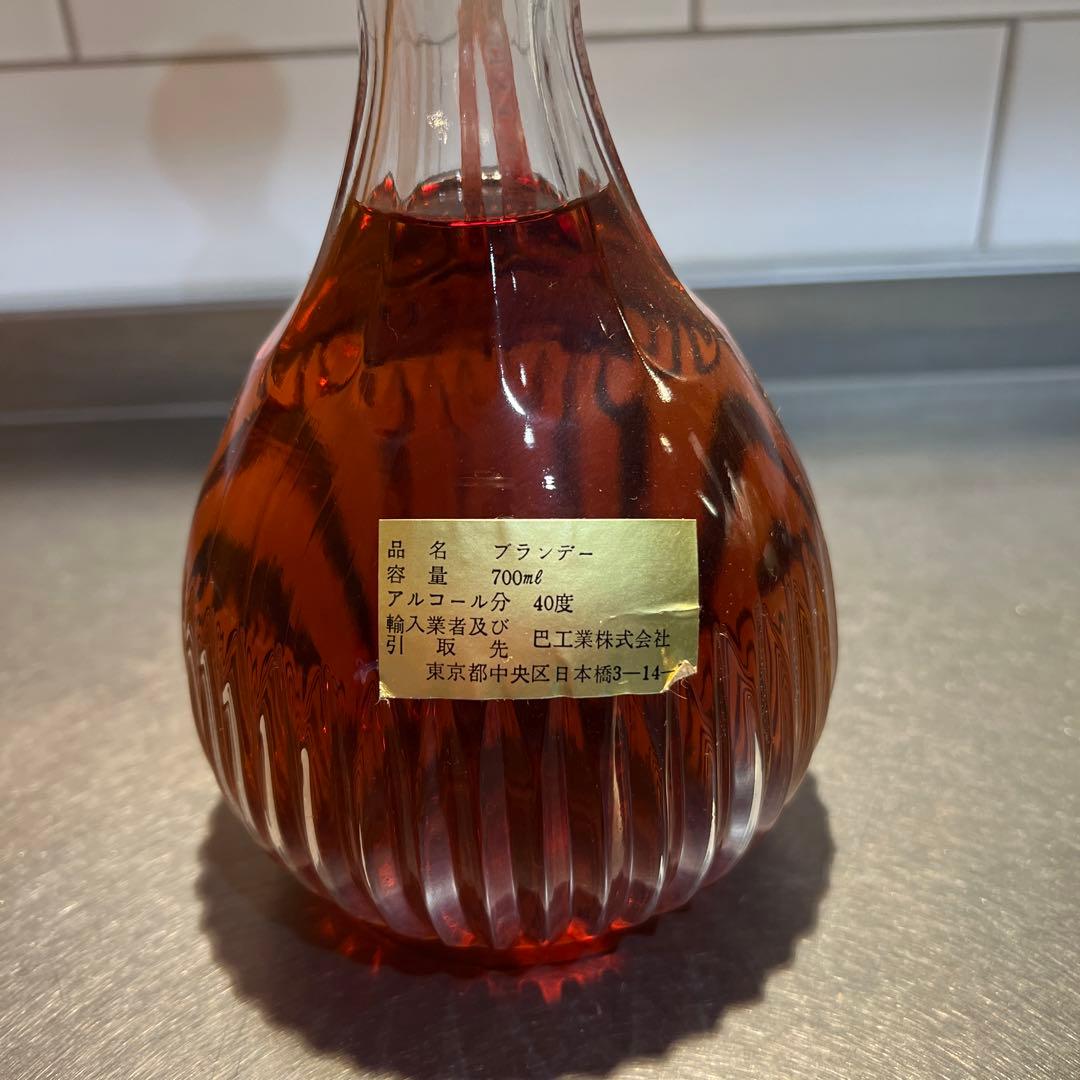 品名 ブランデー
容量 700ml
アルコール分 40度
輸入業者及び
引取先 巴工業株式会社
東京都中央区日本橋3-14-